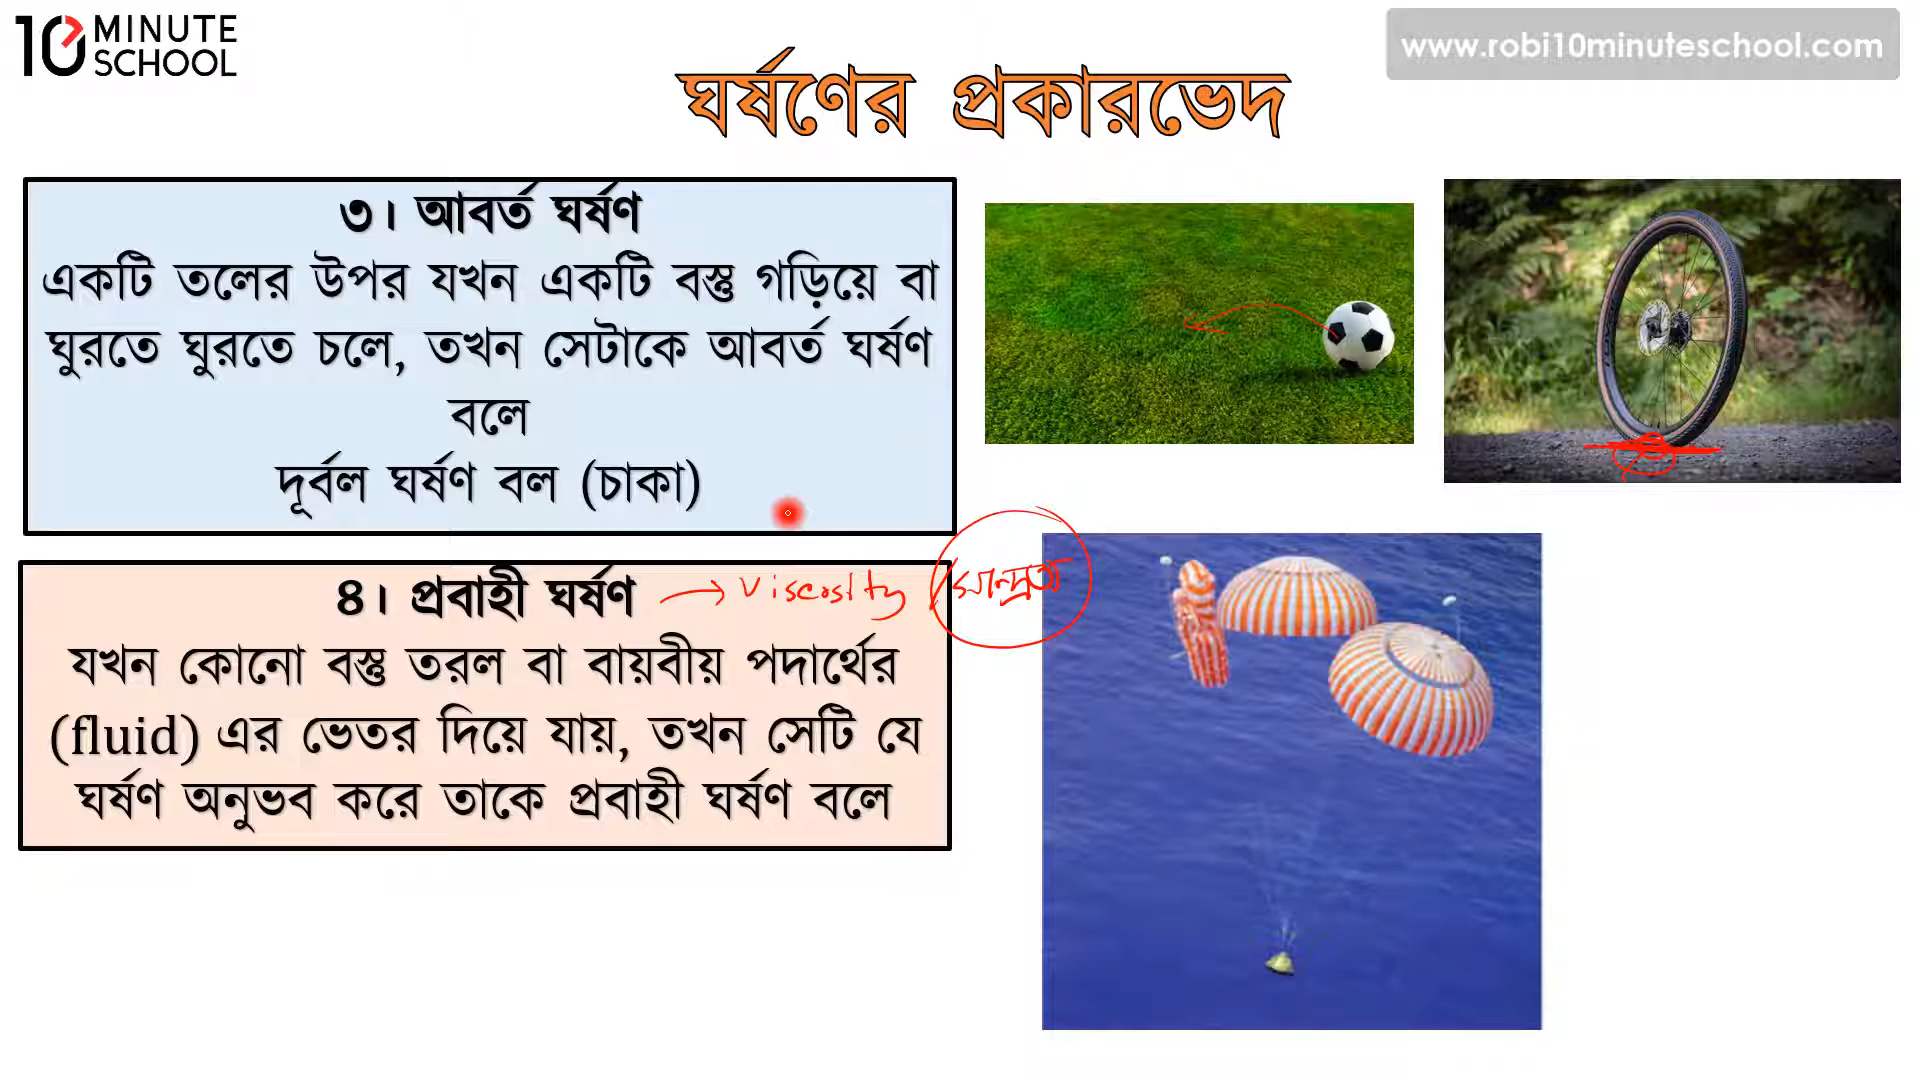 10 MINUTE SCHOOL
www.robi10minuteschool.com
ঘর্ষণের প্রকারভেদ
৩। আবর্ত ঘর্ষণ
একটি তলের উপর যখন একটি বস্তু গড়িয়ে বা
ঘুরতে ঘুরতে চলে, তখন সেটাকে আবর্ত ঘর্ষণ
বলে
দূর্বল ঘর্ষণ বল (চাকা)
৪। প্রবাহী ঘর্ষণ → Viscosity
যখন কোনো বস্তু তরল বা বায়বীয় পদার্থের
(fluid) এর ভেতর দিয়ে যায়, তখন সেটি যে
ঘর্ষণ অনুভব করে তাকে প্রবাহী ঘর্ষণ বলে